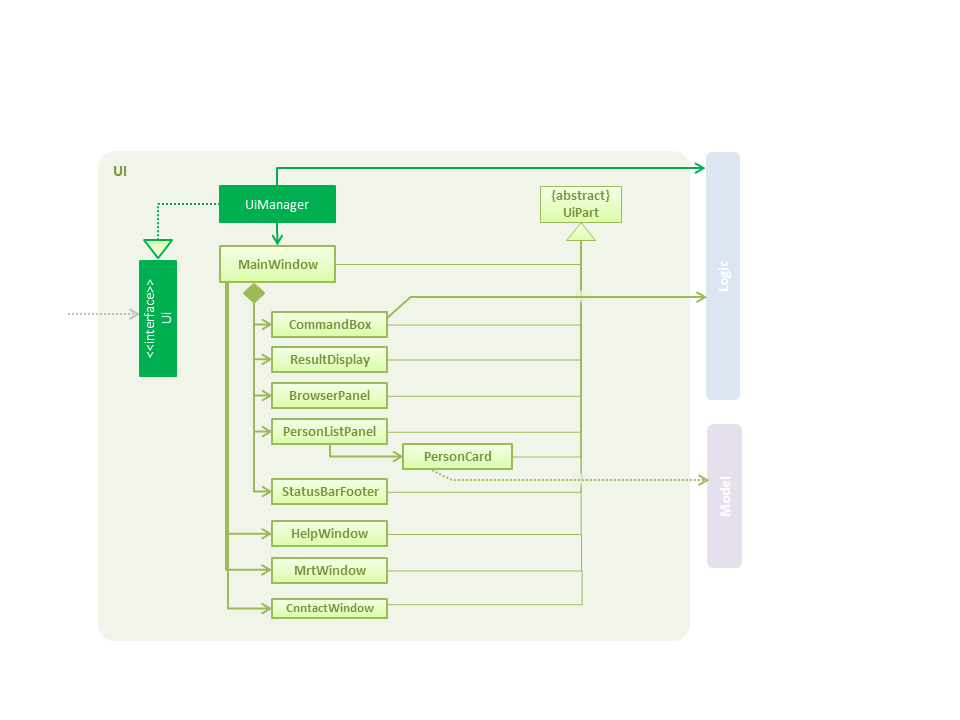 UI
UiManager
{abstract}
UiPart
MainWindow
<<interface>>
Ui
CommandBox
ResultDisplay
BrowserPanel
PersonListPanel
PersonCard
StatusBarFooter
HelpWindow
MrtWindow
CnntactWindow
Logic
Model